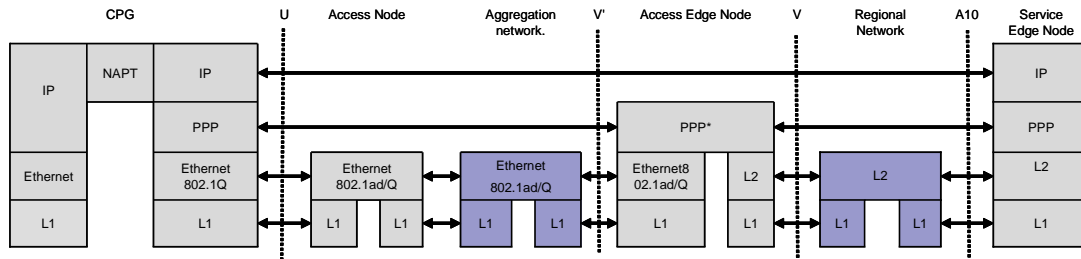 CPG U Access Node Aggregation V' Access Edge Node V Regional A10 Service
network. Network Edge Node
IP NAPT IP IP
PPP PPP* PPP
Ethernet Ethernet Ethernet Ethernet Ethernet8 L2 L2 L2
802.1Q 802.1ad/Q 802.1ad/Q 02.1ad/Q
L1 L1 L1 L1 L1 L1 L1 L1 L1 L1 L1